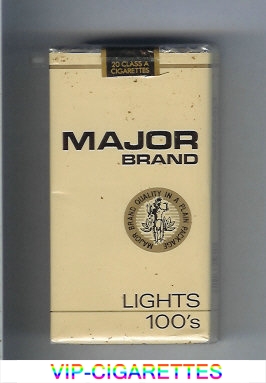 20 CLASS A
CIGARETTES
MAJOR
BRAND
MAJOR BRAND QUALITY IN A PLAIN PACKAGE
LIGHTS
100's
VIP-CIGARETTES